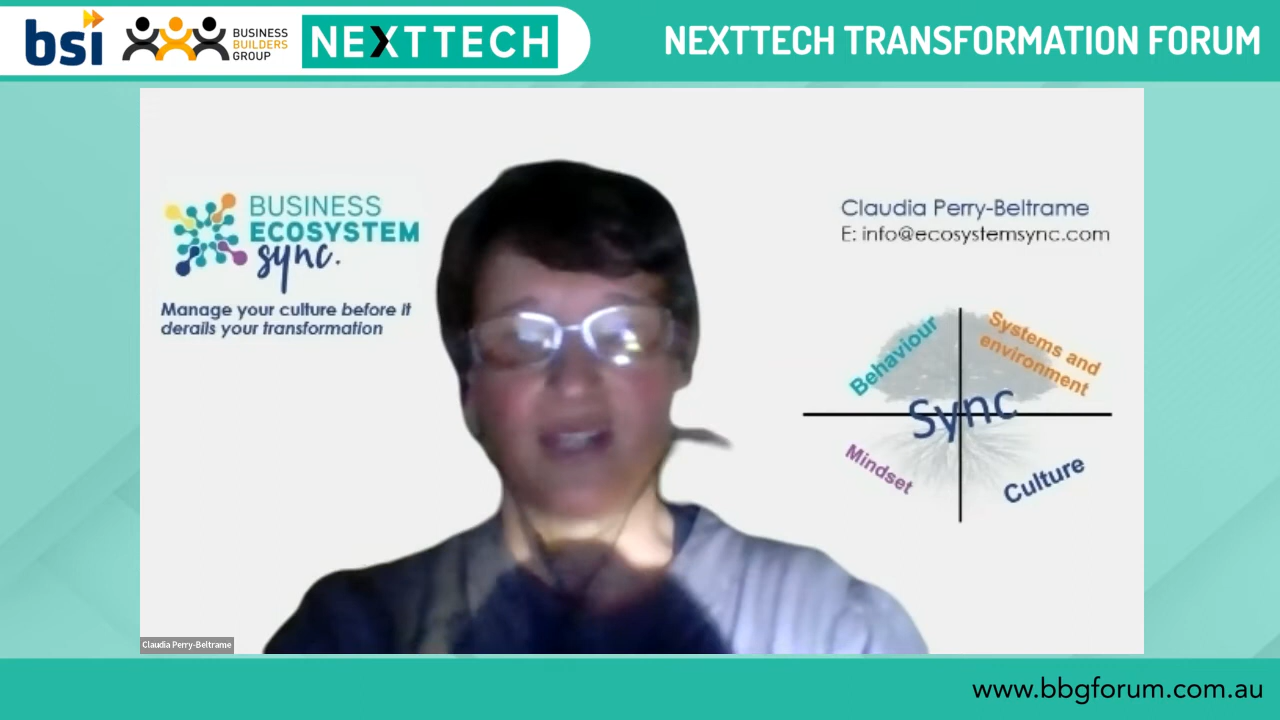 bsi
BUSINESS
BUILDERS
GROUP
NEXTTECH
NEXTTECH TRANSFORMATION FORUM
BUSINESS
ECOSYSTEM
sync.
Manage your culture before it
derails your transformation
Claudia Perry-Beltrame
E: info@ecosystemsync.com
Behaviour
Systems and
environment
Sync
Mindset
Culture
Claudia Perry-Beltrame
www.bbgforum.com.au